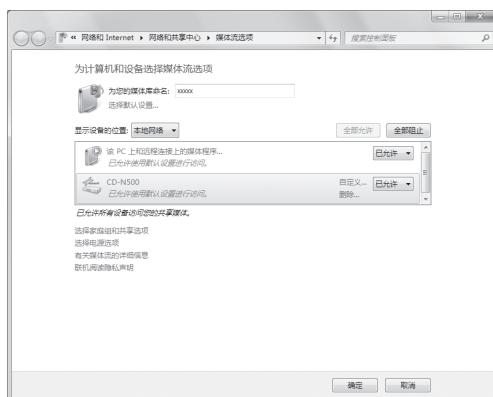 « 网络和 Internet ▸ 网络和共享中心 ▸ 媒体流选项
搜索控制面板
为计算机和设备选择媒体流选项
为您的媒体库命名: xxxxx
选择默认设置...
显示设备的位置: 本地网络
全部允许 全部阻止
该 PC 上和远程连接上的媒体程序...
已允许
已允许使用默认设置进行访问。
CD-N500
自定义...
已允许
已允许使用默认设置进行访问。
删除...
已允许所有设备访问您的共享媒体。
选择家庭组和共享选项
选择电源选项
有关媒体流的详细信息
联机阅读隐私声明
确定 取消